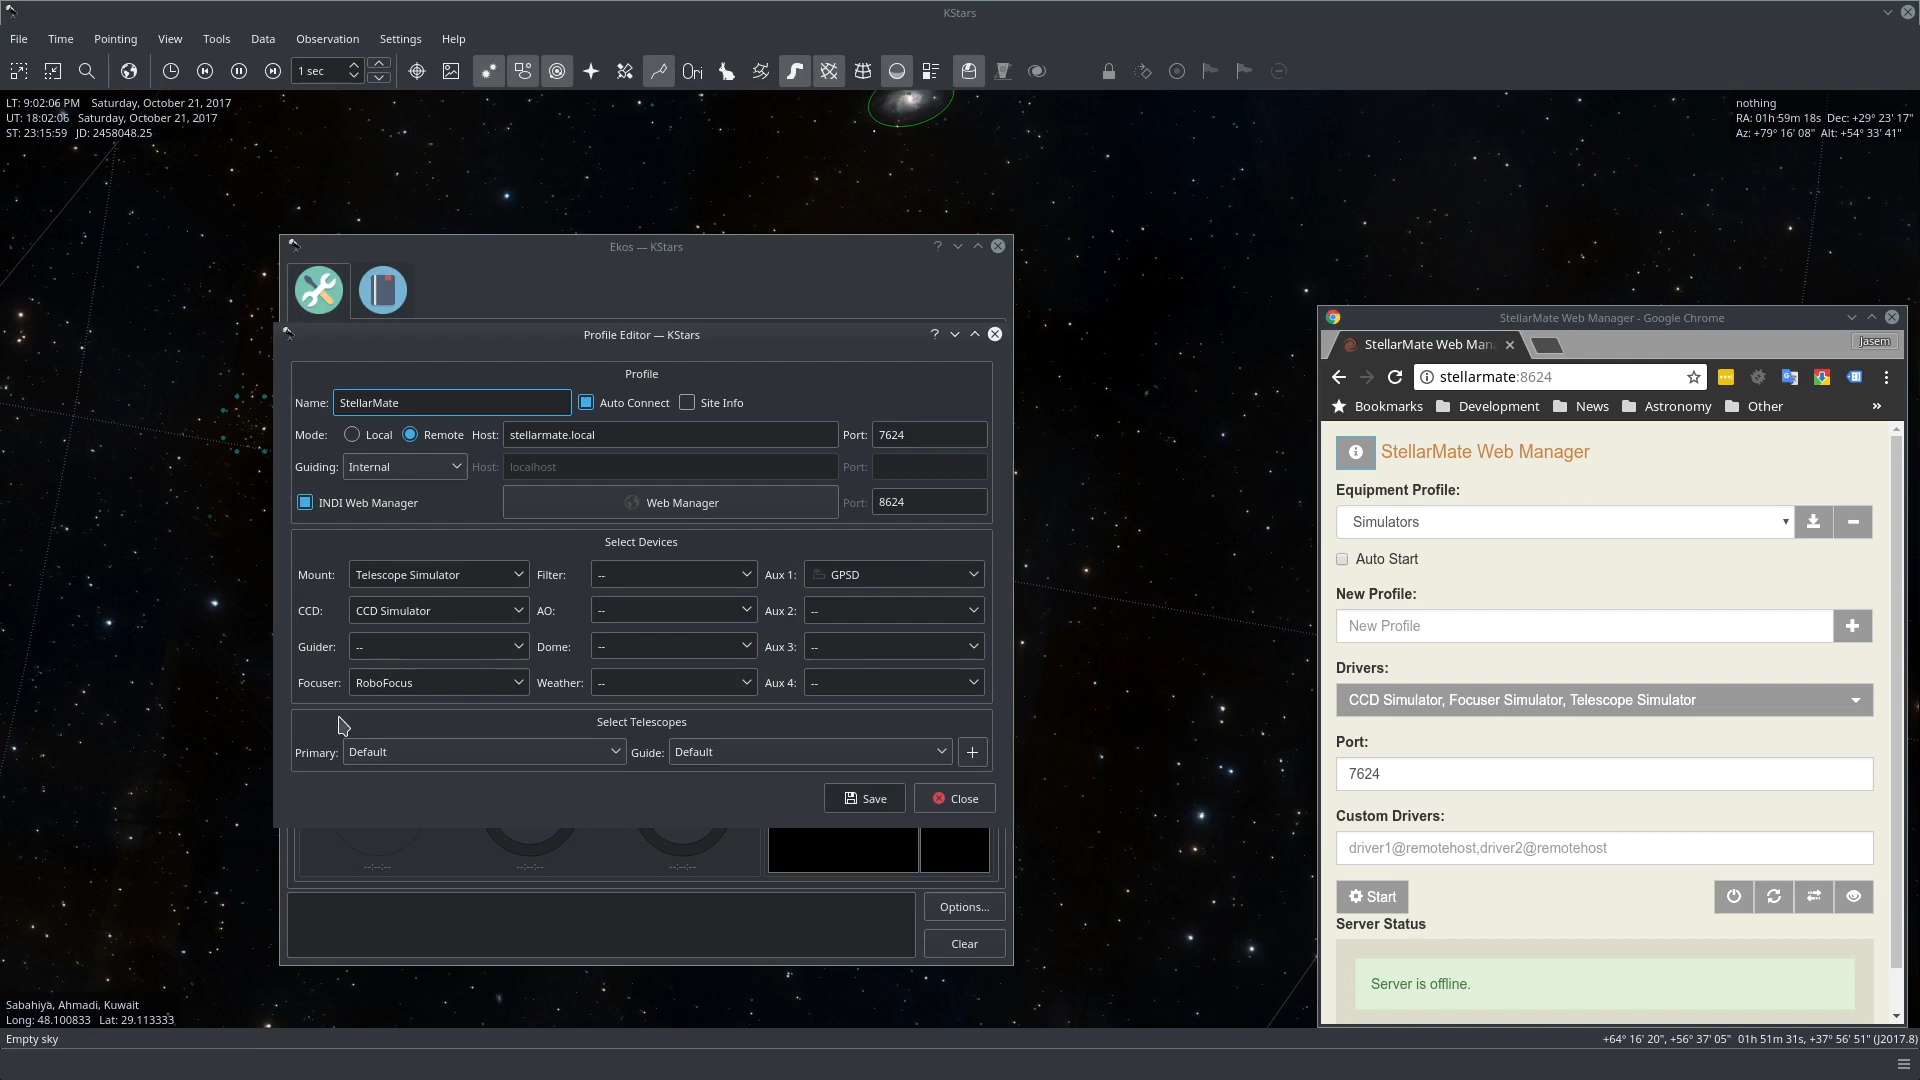 KStars
File Time Pointing View Tools Data Observation Settings Help
1 sec
Ori
LT: 9:02:06 PM Saturday, October 21, 2017
UT: 18:02:06 Saturday, October 21, 2017
ST: 23:15:59 JD: 2458048.25
nothing
RA: 01h 59m 18s Dec: +29° 23' 17"
Az: +79° 16' 08" Alt: +54° 33' 41"
Ekos — KStars
Profile Editor — KStars
Profile
Name: StellarMate Auto Connect Site Info
Mode: Local Remote Host: stellarmate.local Port: 7624
Guiding: Internal Host: localhost Port:
INDI Web Manager Web Manager Port: 8624
Select Devices
Mount: Telescope Simulator Filter: -- Aux 1: GPSD
CCD: CCD Simulator AO: -- Aux 2: --
Guider: -- Dome: -- Aux 3: --
Focuser: RoboFocus Weather: -- Aux 4: --
Select Telescopes
Primary: Default Guide: Default +
Save Close
--:--:-- --:--:-- --:--:--
Options...
Clear
StellarMate Web Manager - Google Chrome
StellarMate Web Man
Jasem
stellarmate:8624
Bookmarks Development News Astronomy Other »
StellarMate Web Manager
Equipment Profile:
Simulators
Auto Start
New Profile:
New Profile
Drivers:
CCD Simulator, Focuser Simulator, Telescope Simulator
Port:
7624
Custom Drivers:
driver1@remotehost,driver2@remotehost
Start
Server Status
Server is offline.
Sabahiya, Ahmadi, Kuwait
Long: 48.100833 Lat: 29.113333
Empty sky
+64° 16' 20", +56° 37' 05" 01h 51m 31s, +37° 56' 51" (J2017.8)